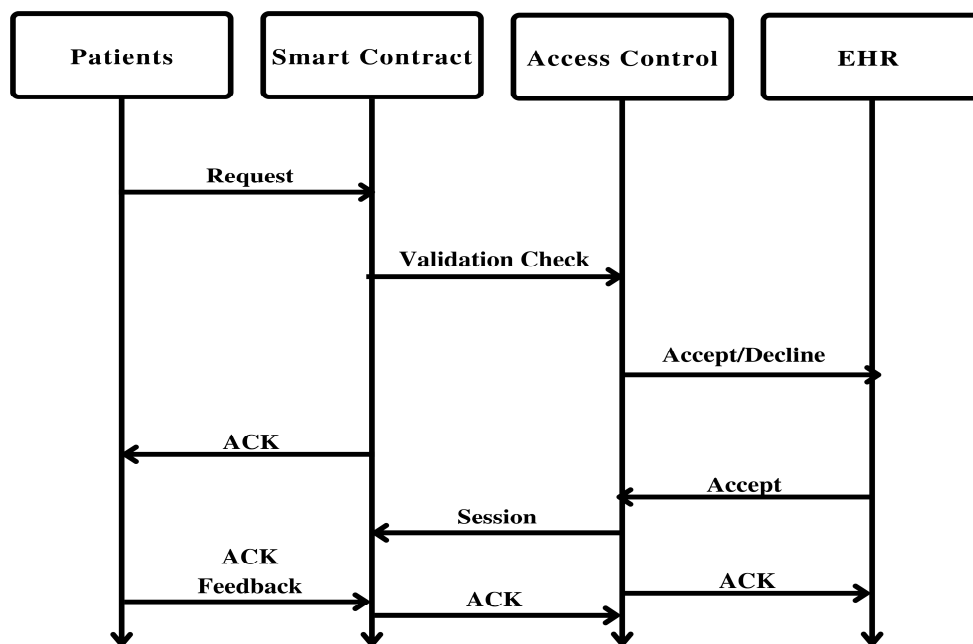 Patients
Smart Contract
Access Control
EHR
Request
Validation Check
Accept/Decline
ACK
Accept
Session
ACK
Feedback
ACK
ACK